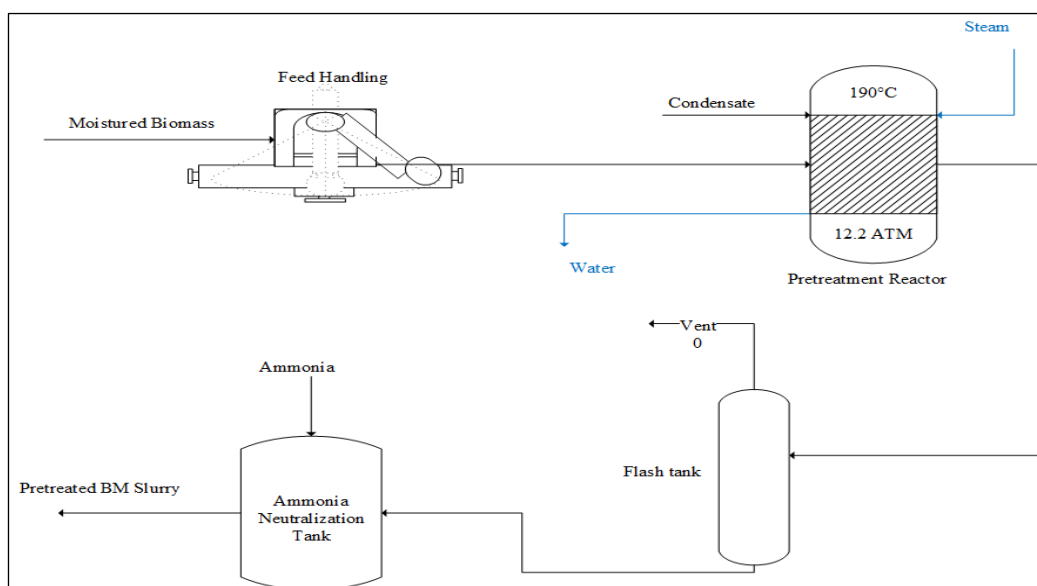 Steam
Feed Handling
190°C
Condensate
Moistured Biomass
12.2 ATM
Water
Pretreatment Reactor
Vent
0
Ammonia
Flash tank
Pretreated BM Slurry
Ammonia
Neutralization
Tank